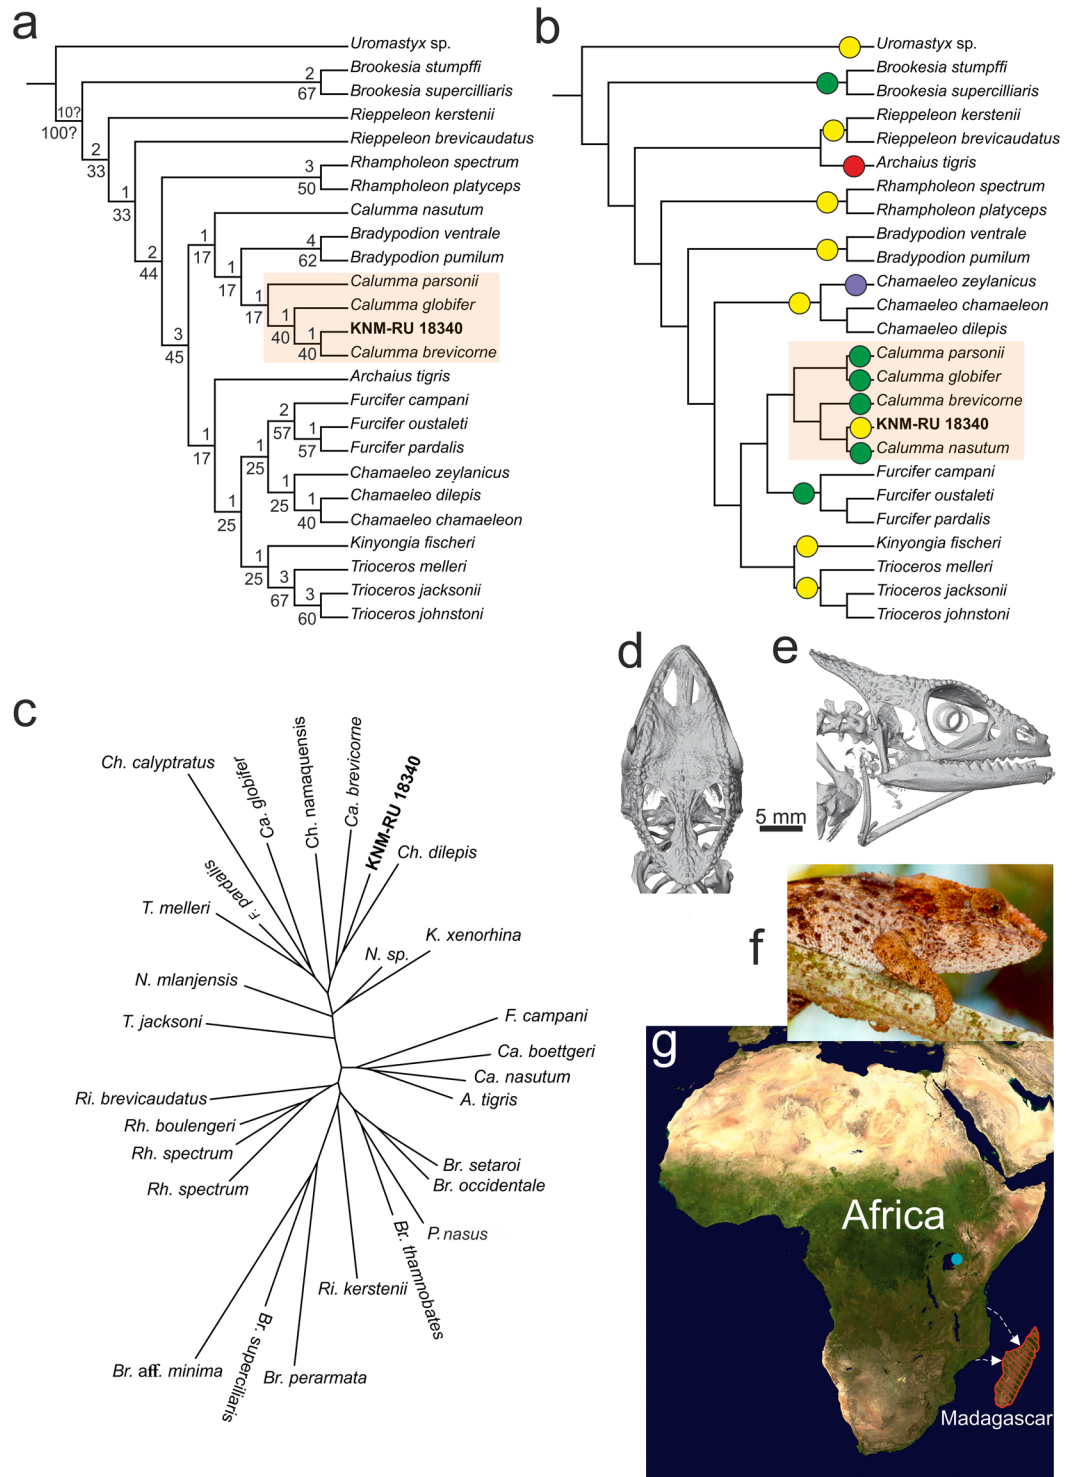 a
Uromastyx sp.
Brookesia stumpffi
Brookesia supercilliaris
Rieppeleon kerstenii
Rieppeleon brevicaudatus
Rhampholeon spectrum
Rhampholeon platyceps
Calumma nasutum
Bradypodion ventrale
Bradypodion pumilum
Calumma parsonii
Calumma globifer
KNM-RU 18340
Calumma brevicorne
Archaius tigris
Furcifer campani
Furcifer oustaleti
Furcifer pardalis
Chamaeleo zeylanicus
Chamaeleo dilepis
Chamaeleo chamaeleon
Kinyongia fischeri
Trioceros melleri
Trioceros jacksonii
Trioceros johnstoni
10?
100?
2
67
2
33
1
33
2
44
3
50
3
45
1
17
1
17
4
62
1
17
1
40
1
40
1
17
1
25
1
25
2
57
1
57
1
25
1
40
1
25
3
67
3
60
b
Uromastyx sp.
Brookesia stumpffi
Brookesia supercilliaris
Rieppeleon kerstenii
Rieppeleon brevicaudatus
Archaius tigris
Rhampholeon spectrum
Rhampholeon platyceps
Bradypodion ventrale
Bradypodion pumilum
Chamaeleo zeylanicus
Chamaeleo chamaeleon
Chamaeleo dilepis
Calumma parsonii
Calumma globifer
Calumma brevicorne
KNM-RU 18340
Calumma nasutum
Furcifer campani
Furcifer oustaleti
Furcifer pardalis
Kinyongia fischeri
Trioceros melleri
Trioceros jacksonii
Trioceros johnstoni
c
Ch. calyptratus
Ca. globifer
Ch. namaquensis
Ca. brevicorne
KNM-RU 18340
Ch. dilepis
F. pardalis
T. melleri
K. xenorhina
N. sp.
N. mlanjensis
T. jacksoni
F. campani
Ca. boettgeri
Ca. nasutum
A. tigris
Ri. brevicaudatus
Rh. boulengeri
Rh. spectrum
Rh. spectrum
Br. setaroi
Br. occidentale
P. nasus
Br. thamnobates
Ri. kerstenii
Br. perarmata
Br. superciliaris
Br. aff. minima
d
e
5 mm
f
g
Africa
Madagascar